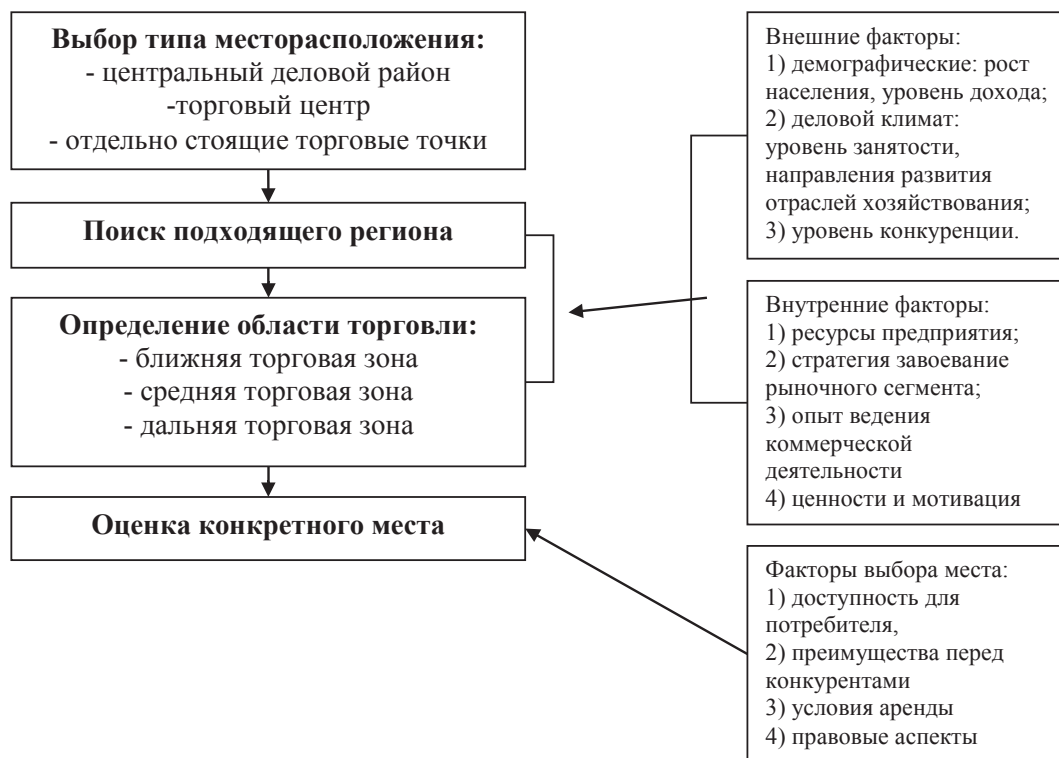 Выбор типа месторасположения:
- центральный деловой район
-торговый центр
- отдельно стоящие торговые точки
Поиск подходящего региона
Определение области торговли:
- ближняя торговая зона
- средняя торговая зона
- дальняя торговая зона
Оценка конкретного места
Внешние факторы:
1) демографические: рост
населения, уровень дохода;
2) деловой климат:
уровень занятости,
направления развития
отраслей хозяйствования;
3) уровень конкуренции.
Внутренние факторы:
1) ресурсы предприятия;
2) стратегия завоевание
рыночного сегмента;
3) опыт ведения
коммерческой
деятельности
4) ценности и мотивация
Факторы выбора места:
1) доступность для
потребителя,
2) преимущества перед
конкурентами
3) условия аренды
4) правовые аспекты